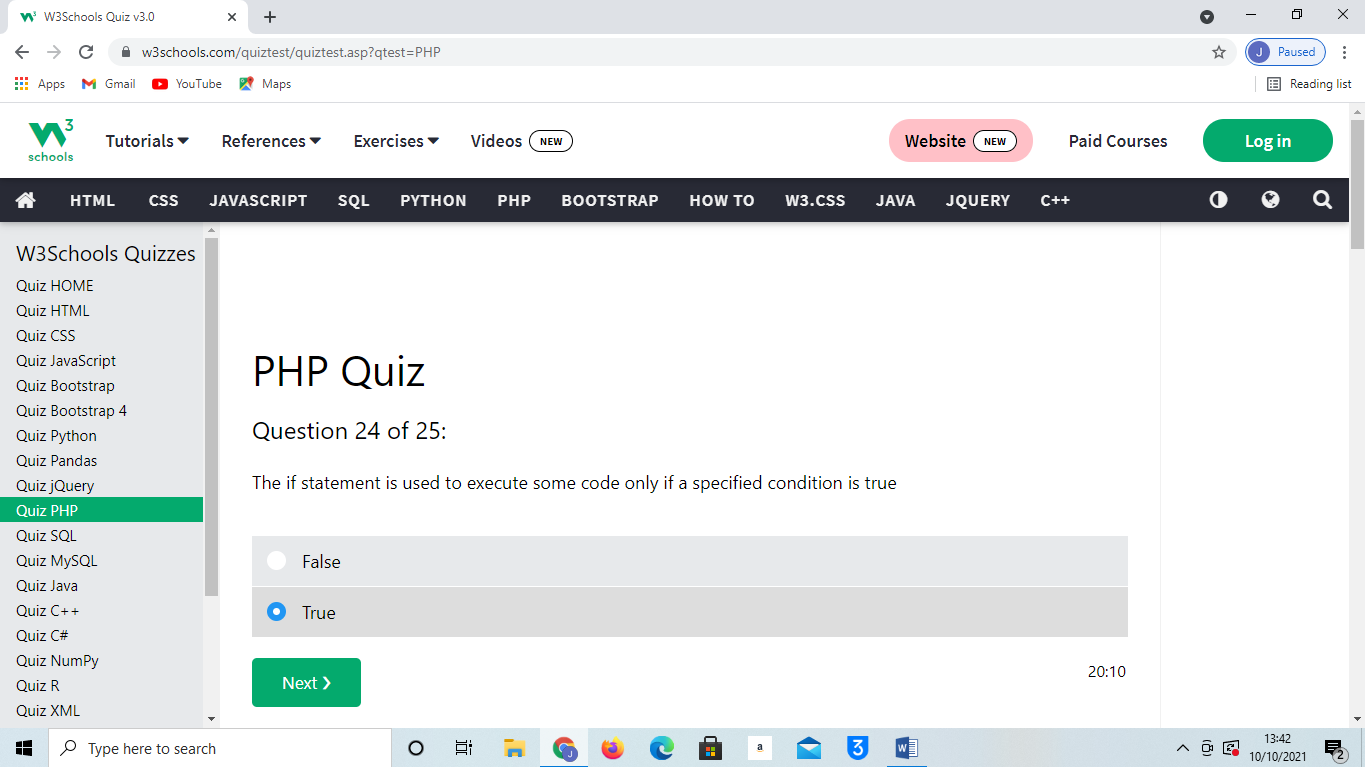 W3Schools Quiz v3.0
w3schools.com/quiztest/quiztest.asp?qtest=PHP
J Paused
Apps Gmail YouTube Maps Reading list
W3 schools Tutorials References Exercises Videos NEW Website NEW Paid Courses Log in
HTML CSS JAVASCRIPT SQL PYTHON PHP BOOTSTRAP HOW TO W3.CSS JAVA JQUERY C++
W3Schools Quizzes
Quiz HOME
Quiz HTML
Quiz CSS
Quiz JavaScript
Quiz Bootstrap
Quiz Bootstrap 4
Quiz Python
Quiz Pandas
Quiz jQuery
Quiz PHP
Quiz SQL
Quiz MySQL
Quiz Java
Quiz C++
Quiz C#
Quiz NumPy
Quiz R
Quiz XML
PHP Quiz
Question 24 of 25:
The if statement is used to execute some code only if a specified condition is true
False
True
Next ❯ 20:10
Type here to search
J
a
3
W
13:42
10/10/2021
2